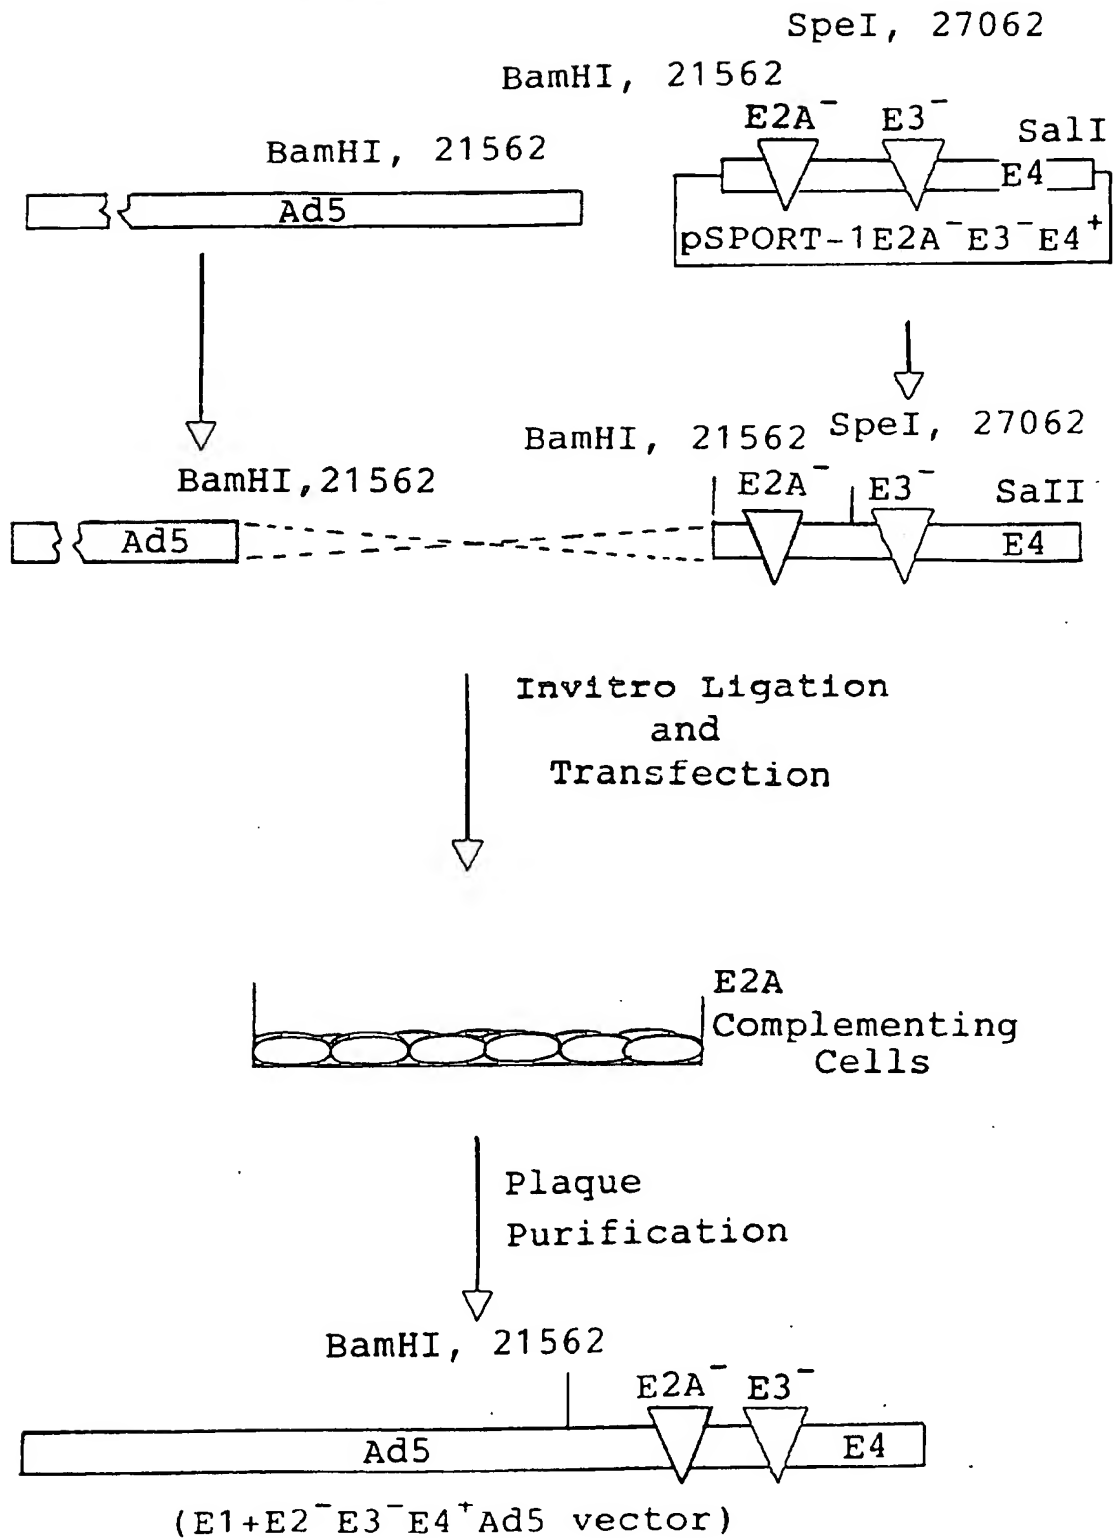 SpeI, 27062
BamHI, 21562
E2A⁻ E3⁻
SalI
BamHI, 21562
E4
Ad5
pSPORT-1E2A⁻E3⁻E4⁺
BamHI, 21562 SpeI, 27062
BamHI,21562
E2A⁻ E3⁻ SaII
Ad5 E4
Invitro Ligation
and
Transfection
E2A
Complementing
Cells
Plaque
Purification
BamHI, 21562
E2A⁻ E3⁻
Ad5 E4
(E1+E2⁻E3⁻E4⁺Ad5 vector)